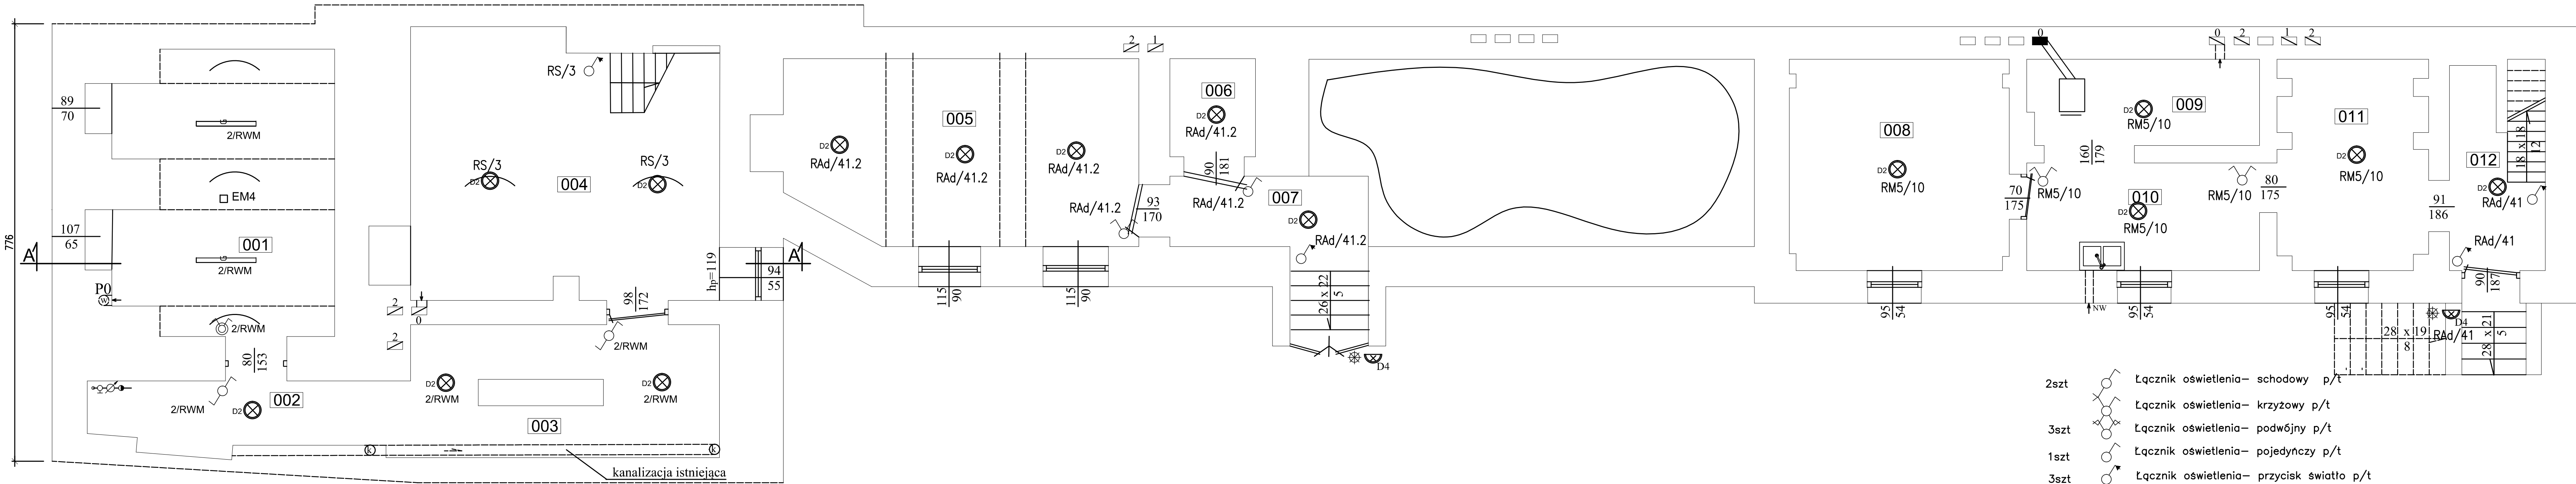 776
89
70
G
2/RWM
EM4
107
65
001
G
2/RWM
A
P0
W
2/RWM
80
153
2/RWM
D2
002
RS/3
RS/3
D2
RS/3
D2
004
hp=119
94
55
A
2
0
2
98
172
2/RWM
D2
2/RWM
D2
2/RWM
003
K
K
kanalizacja istniejąca
2
1
005
D2
RAd/41.2
D2
RAd/41.2
D2
RAd/41.2
RAd/41.2
93
170
115
90
115
90
006
D2
RAd/41.2
90
181
RAd/41.2
007
D2
RAd/41.2
26 x 22
5
D4
008
D2
RM5/10
95
54
70
175
0
0
2
1
2
D2
009
RM5/10
160
179
RM5/10
RM5/10
010
D2
RM5/10
80
175
NW
95
54
011
D2
RM5/10
95
54
91
186
18 x 18
12
012
D2
RAd/41
RAd/41
90
187
D4
RAd/41
28 x 19
8
28 x 21
5
2szt Łącznik oświetlenia– schodowy p/t
Łącznik oświetlenia– krzyżowy p/t
3szt Łącznik oświetlenia– podwójny p/t
1szt Łącznik oświetlenia– pojedyńczy p/t
3szt Łącznik oświetlenia– przycisk światło p/t